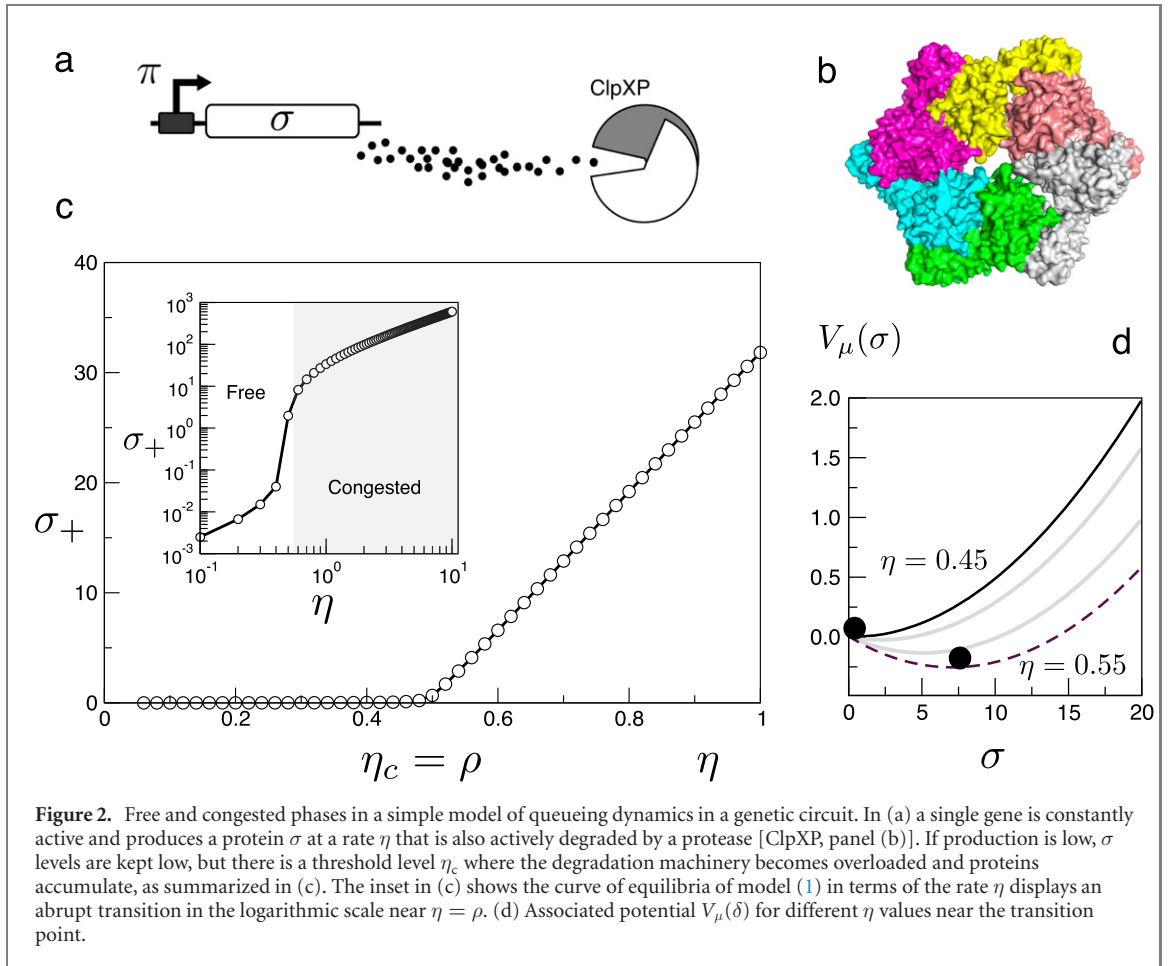 a
π
σ
ClpXP
b
c
40
30
20
10
0
σ₊
10³
10²
10¹
10⁰
10⁻¹
10⁻²
10⁻³
σ₊
Free
Congested
10⁻¹ 10⁰ 10¹
η
0 0.2 0.4 0.6 0.8 1
η_c = ρ η
V_μ(σ) d
2.0
1.5
1.0
0.5
0.0
η = 0.45
η = 0.55
0 5 10 15 20
σ
Figure 2. Free and congested phases in a simple model of queueing dynamics in a genetic circuit. In (a) a single gene is constantly
active and produces a protein σ at a rate η that is also actively degraded by a protease [ClpXP, panel (b)]. If production is low, σ
levels are kept low, but there is a threshold level η_c where the degradation machinery becomes overloaded and proteins
accumulate, as summarized in (c). The inset in (c) shows the curve of equilibria of model (1) in terms of the rate η displays an
abrupt transition in the logarithmic scale near η = ρ. (d) Associated potential V_μ(δ) for different η values near the transition
point.